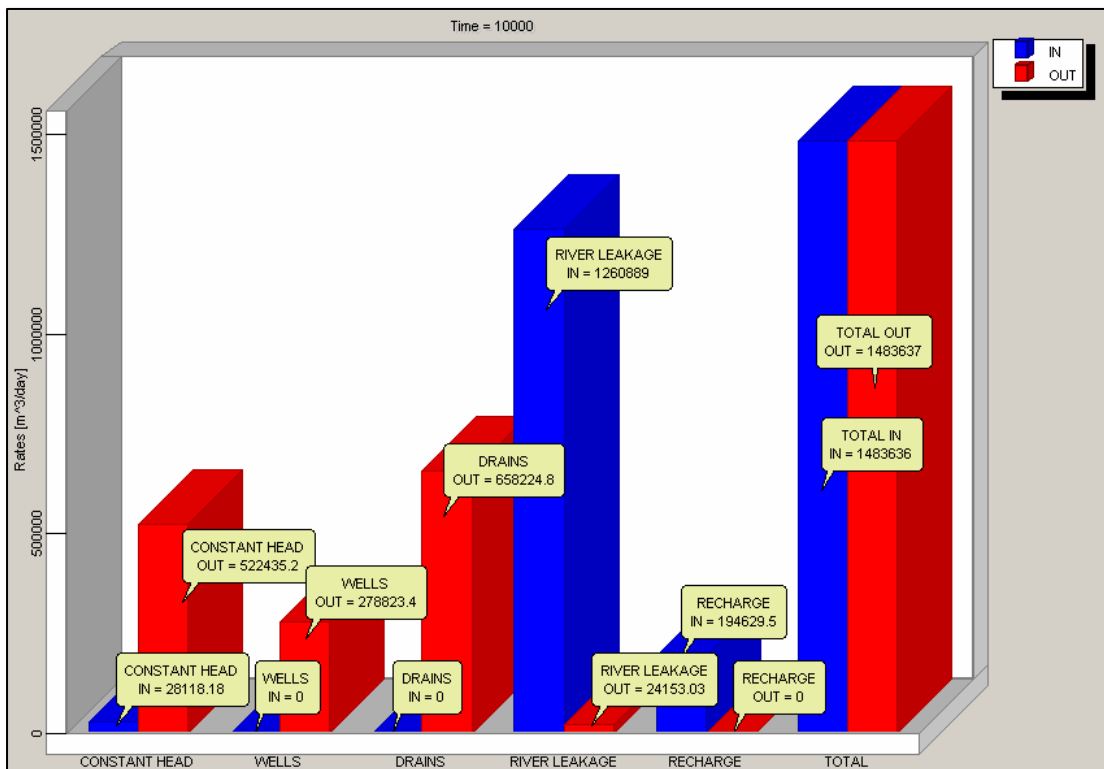 Time = 10000
IN
OUT
Rates [m^3/day]
1500000
1000000
500000
0
RIVER LEAKAGE
IN = 1260889
TOTAL OUT
OUT = 1483637
TOTAL IN
IN = 1483636
DRAINS
OUT = 658224.8
CONSTANT HEAD
OUT = 522435.2
WELLS
OUT = 278823.4
RECHARGE
IN = 194629.5
CONSTANT HEAD
IN = 28118.18
WELLS
IN = 0
DRAINS
IN = 0
RIVER LEAKAGE
OUT = 24153.03
RECHARGE
OUT = 0
CONSTANT HEAD
WELLS
DRAINS
RIVER LEAKAGE
RECHARGE
TOTAL